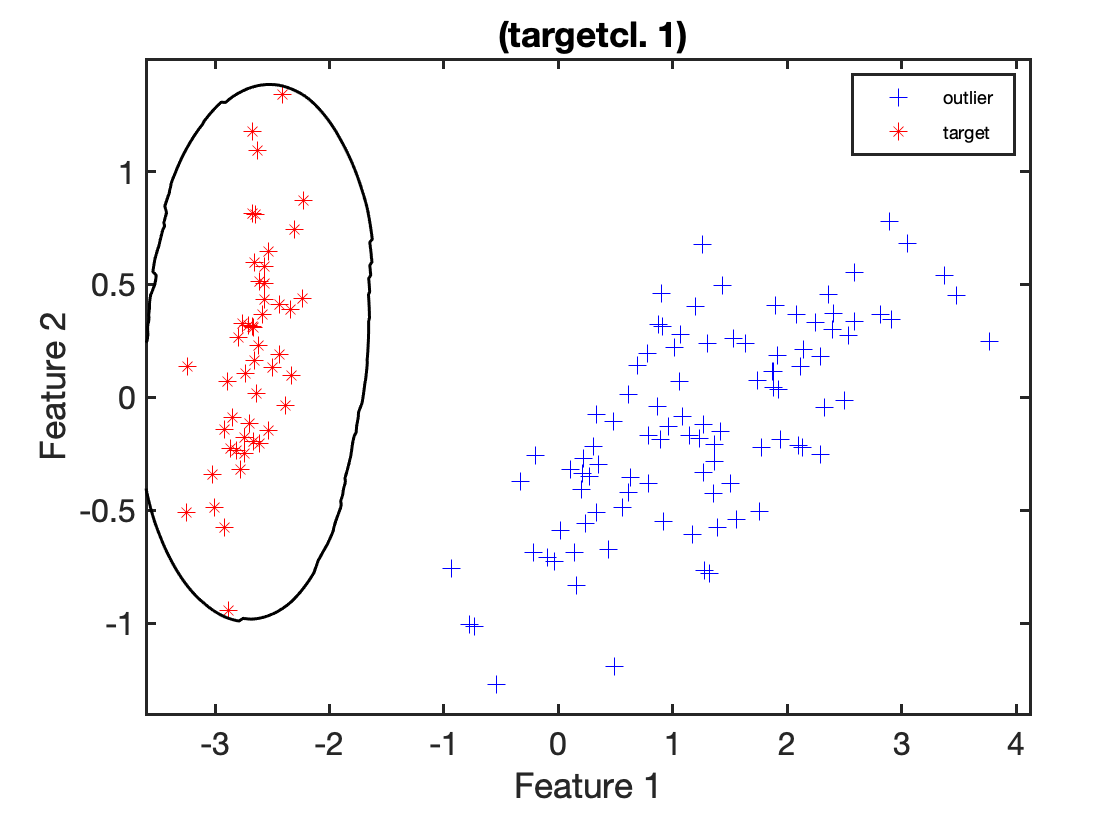 (targetcl. 1)
outlier
target
Feature 2
1
0.5
0
-0.5
-1
-3 -2 -1 0 1 2 3 4
Feature 1